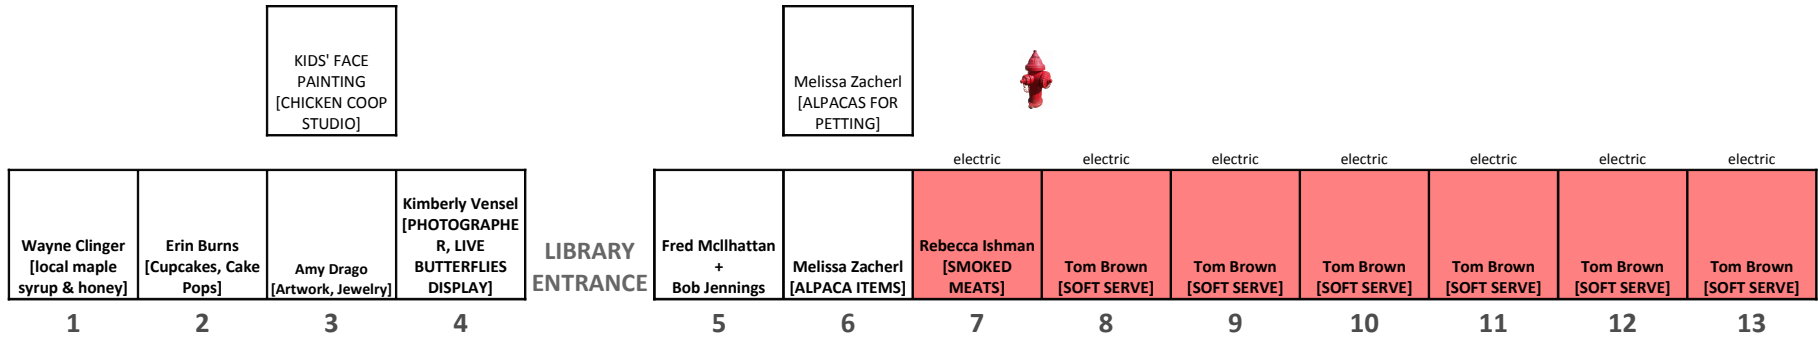 KIDS' FACE
PAINTING
[CHICKEN COOP
STUDIO]
Melissa Zacherl
[ALPACAS FOR
PETTING]
electric
electric
electric
electric
electric
electric
electric
Wayne Clinger
[local maple
syrup & honey]
Erin Burns
[Cupcakes, Cake
Pops]
Amy Drago
[Artwork, Jewelry]
Kimberly Vensel
[PHOTOGRAPHE
R, LIVE
BUTTERFLIES
DISPLAY]
LIBRARY
ENTRANCE
Fred McIlhattan
+
Bob Jennings
Melissa Zacherl
[ALPACA ITEMS]
Rebecca Ishman
[SMOKED
MEATS]
Tom Brown
[SOFT SERVE]
Tom Brown
[SOFT SERVE]
Tom Brown
[SOFT SERVE]
Tom Brown
[SOFT SERVE]
Tom Brown
[SOFT SERVE]
Tom Brown
[SOFT SERVE]
1
2
3
4
5
6
7
8
9
10
11
12
13